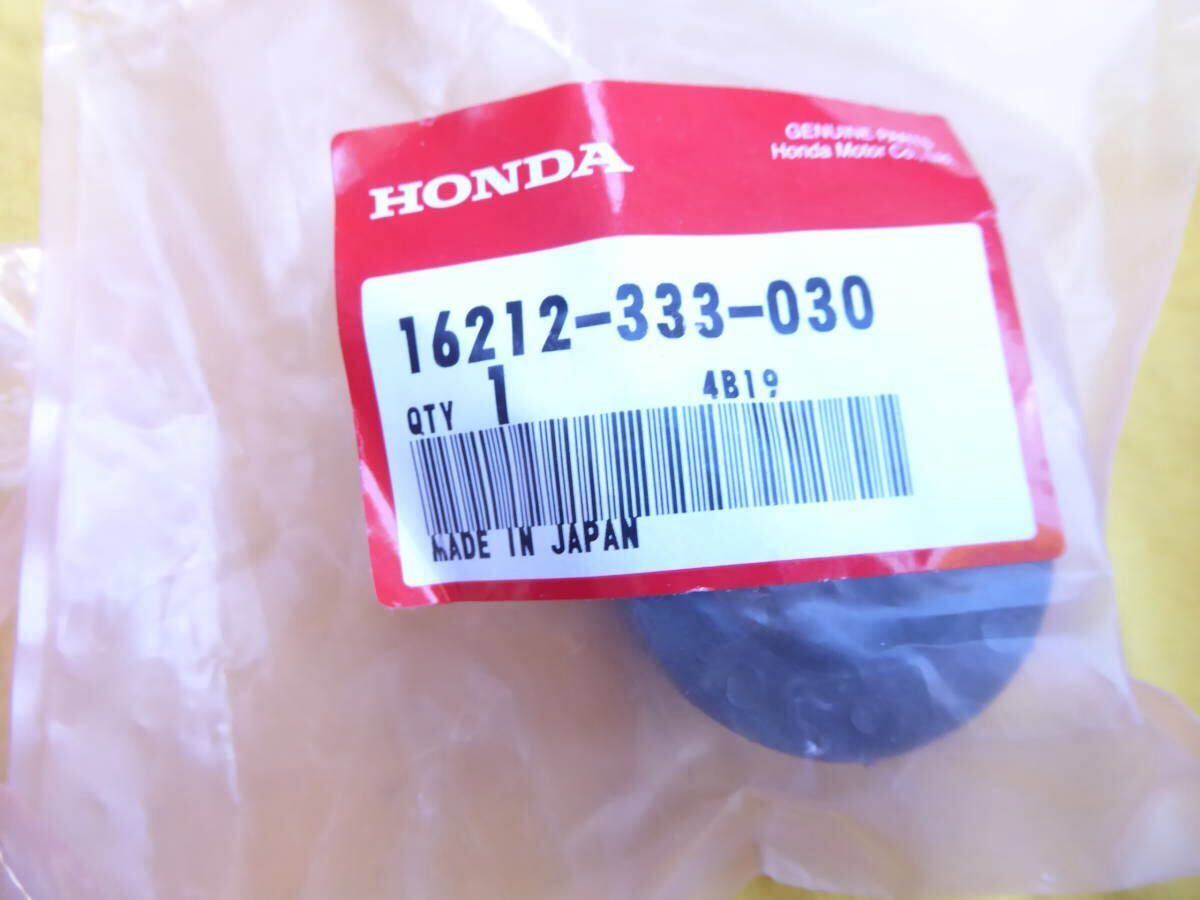 HONDA
GENUINE PARTS
Honda Motor Co., Ltd.
16212-333-030
QTY 1 4B19
MADE IN JAPAN